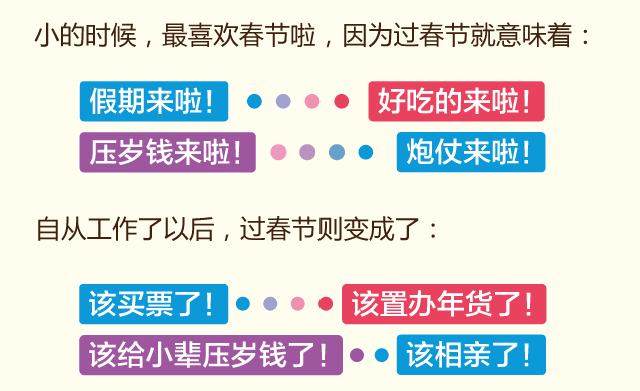 小的时候，最喜欢春节啦，因为过春节就意味着：
假期来啦！ 好吃的来啦！
压岁钱来啦！ 炮仗来啦！
自从工作了以后，过春节则变成了：
该买票了！ 该置办年货了！
该给小辈压岁钱了！ 该相亲了！